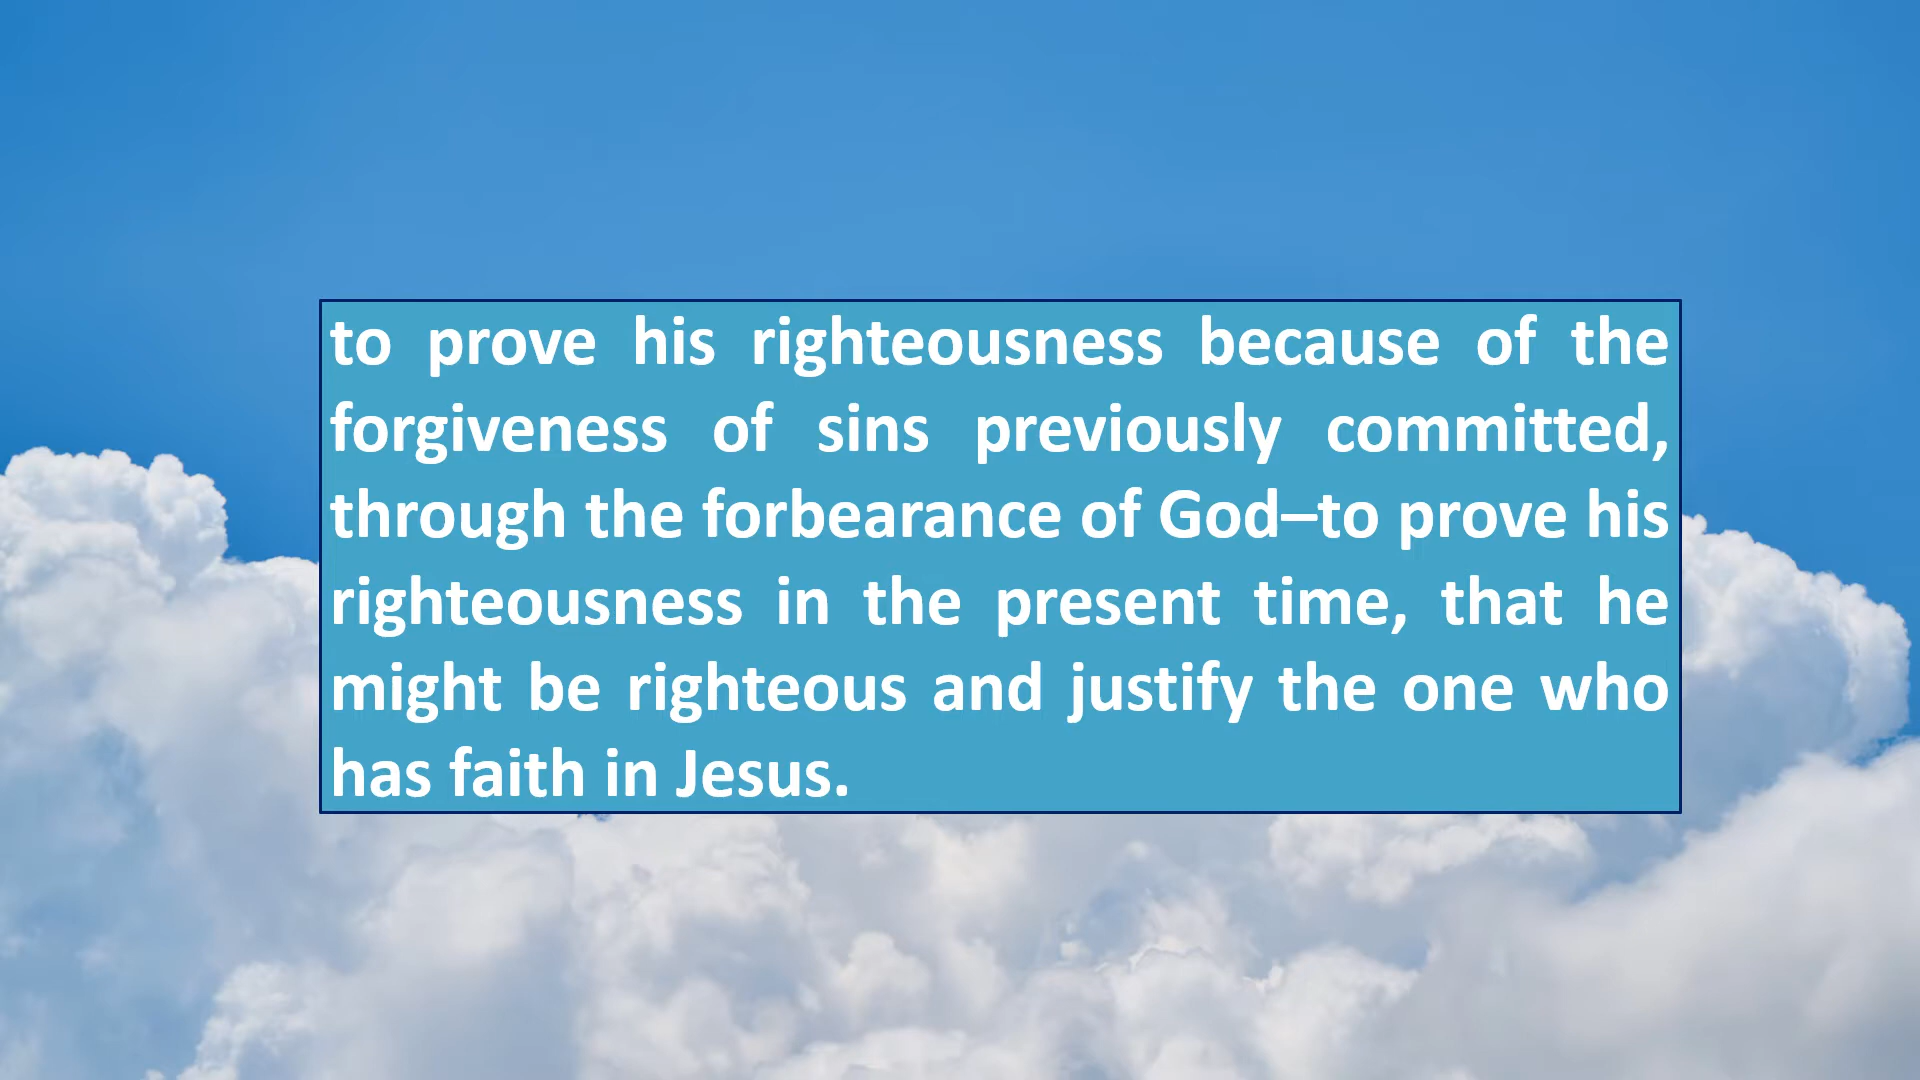 to prove his righteousness because of the
forgiveness of sins previously committed,
through the forbearance of God–to prove his
righteousness in the present time, that he
might be righteous and justify the one who
has faith in Jesus.